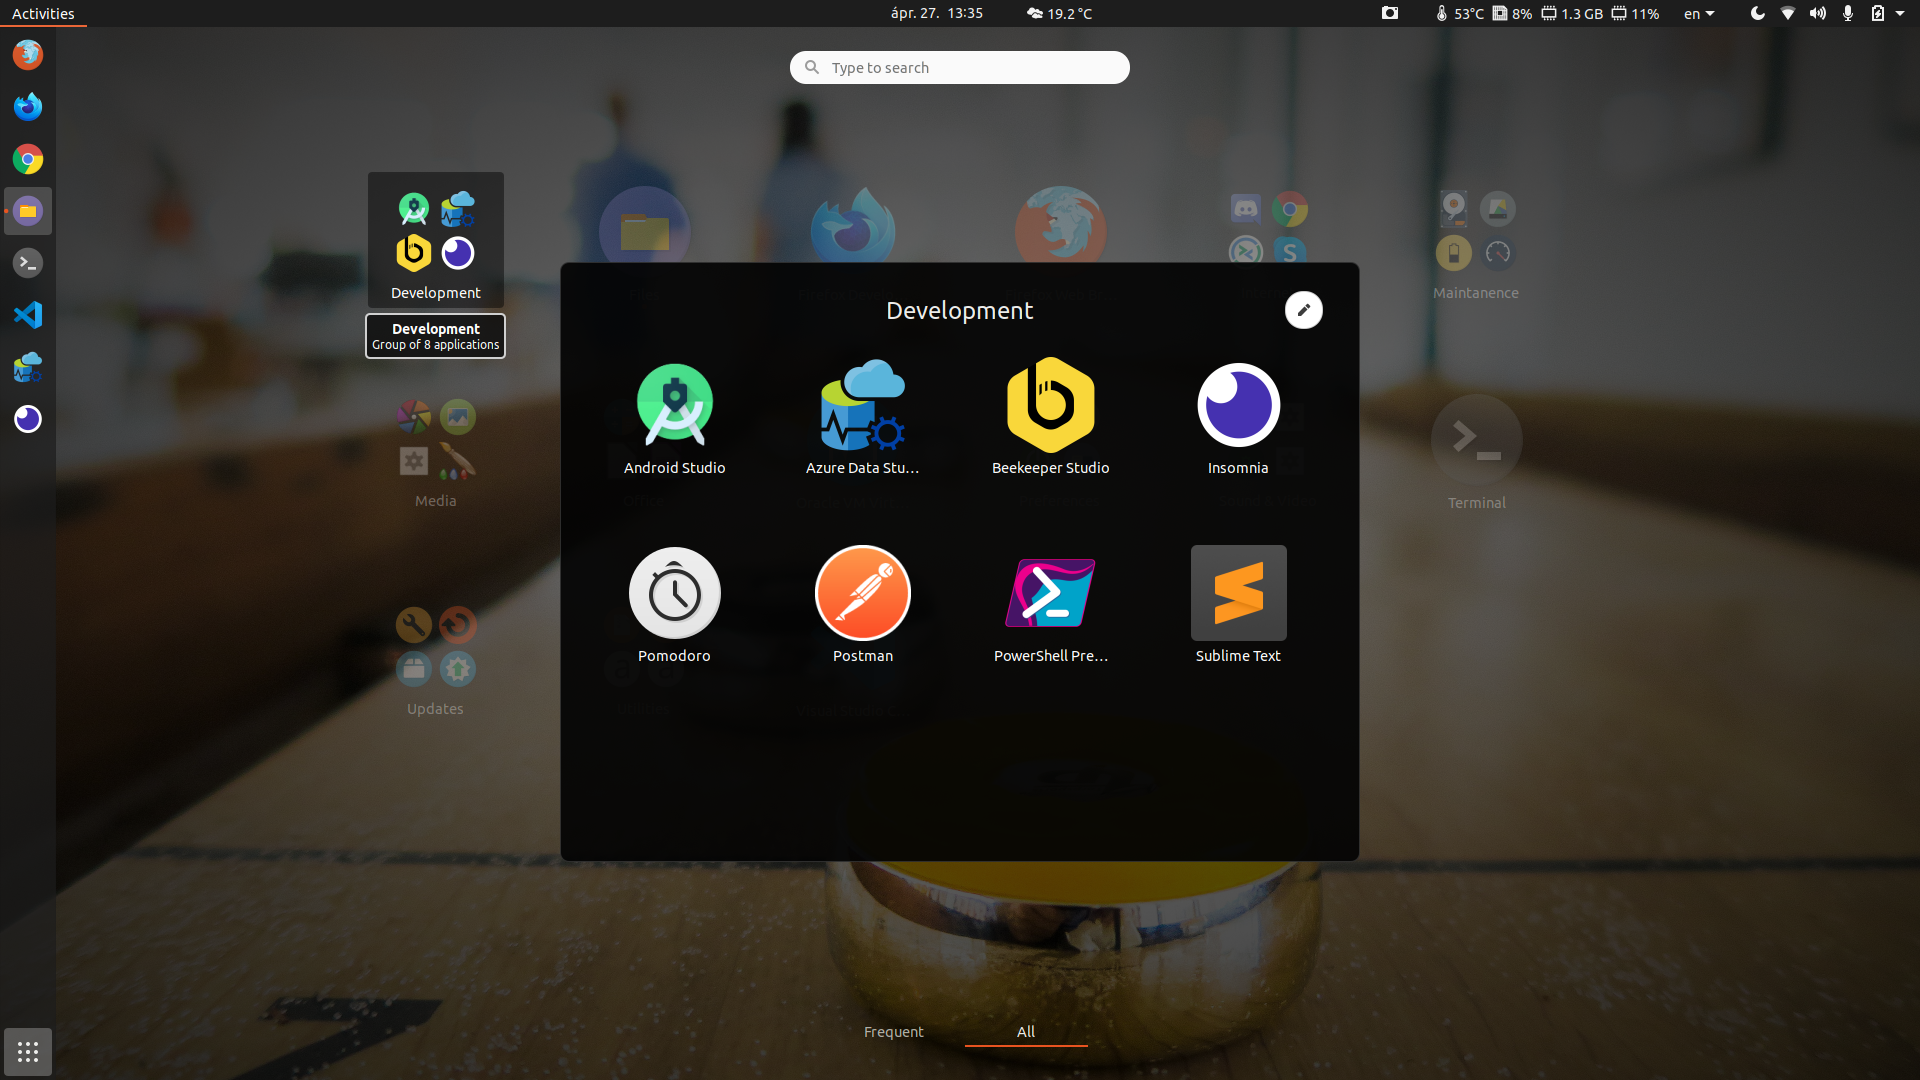 Activities
ápr. 27. 13:35
19.2 °C
53°C
8%
1.3 GB
11%
en
Type to search
Development
Maintanence
Development
Group of 8 applications
Development
Android Studio
Azure Data Stu…
Beekeeper Studio
Insomnia
Media
Terminal
Pomodoro
Postman
PowerShell Pre…
Sublime Text
Updates
Frequent
All